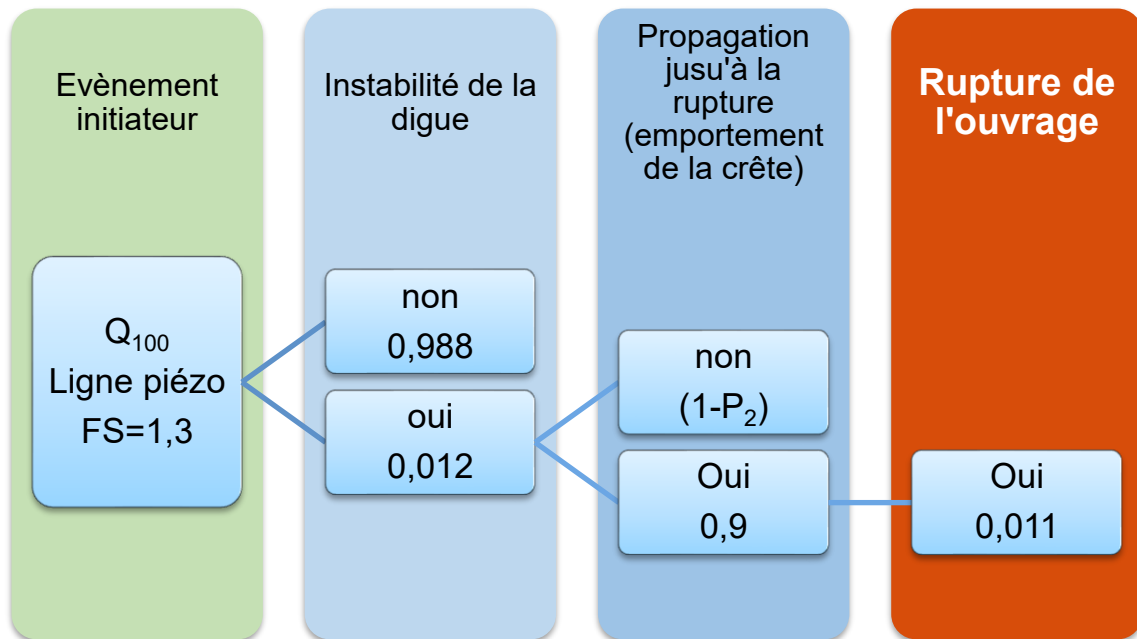 Evènement
initiateur
Instabilité de la
digue
Propagation
jusu'à la
rupture
(emportement
de la crête)
Rupture de
l'ouvrage
Q₁₀₀
Ligne piézo
FS=1,3
non
0,988
oui
0,012
non
(1-P₂)
Oui
0,9
Oui
0,011